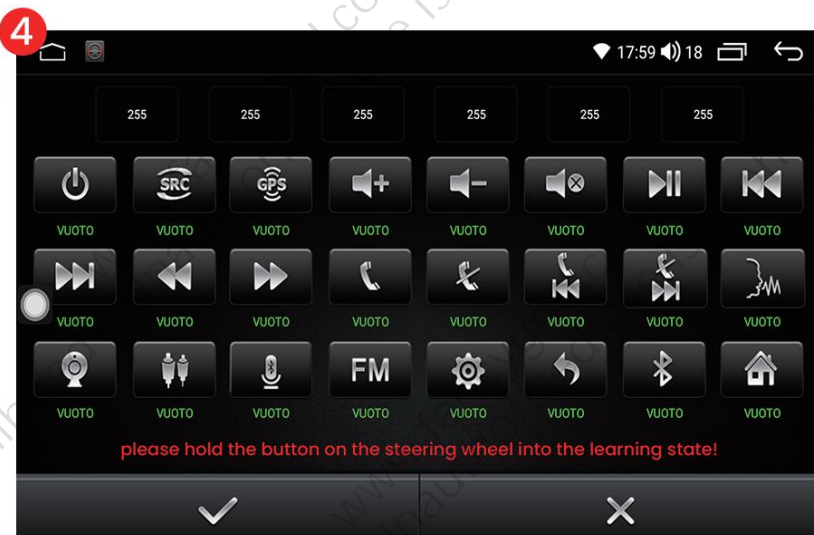 4
17:59 18
255 255 255 255 255 255
SRC GPS
VUOTO VUOTO VUOTO VUOTO VUOTO VUOTO VUOTO VUOTO
VUOTO VUOTO VUOTO VUOTO VUOTO VUOTO VUOTO VUOTO
FM
VUOTO VUOTO VUOTO VUOTO VUOTO VUOTO VUOTO VUOTO
please hold the button on the steering wheel into the learning state!